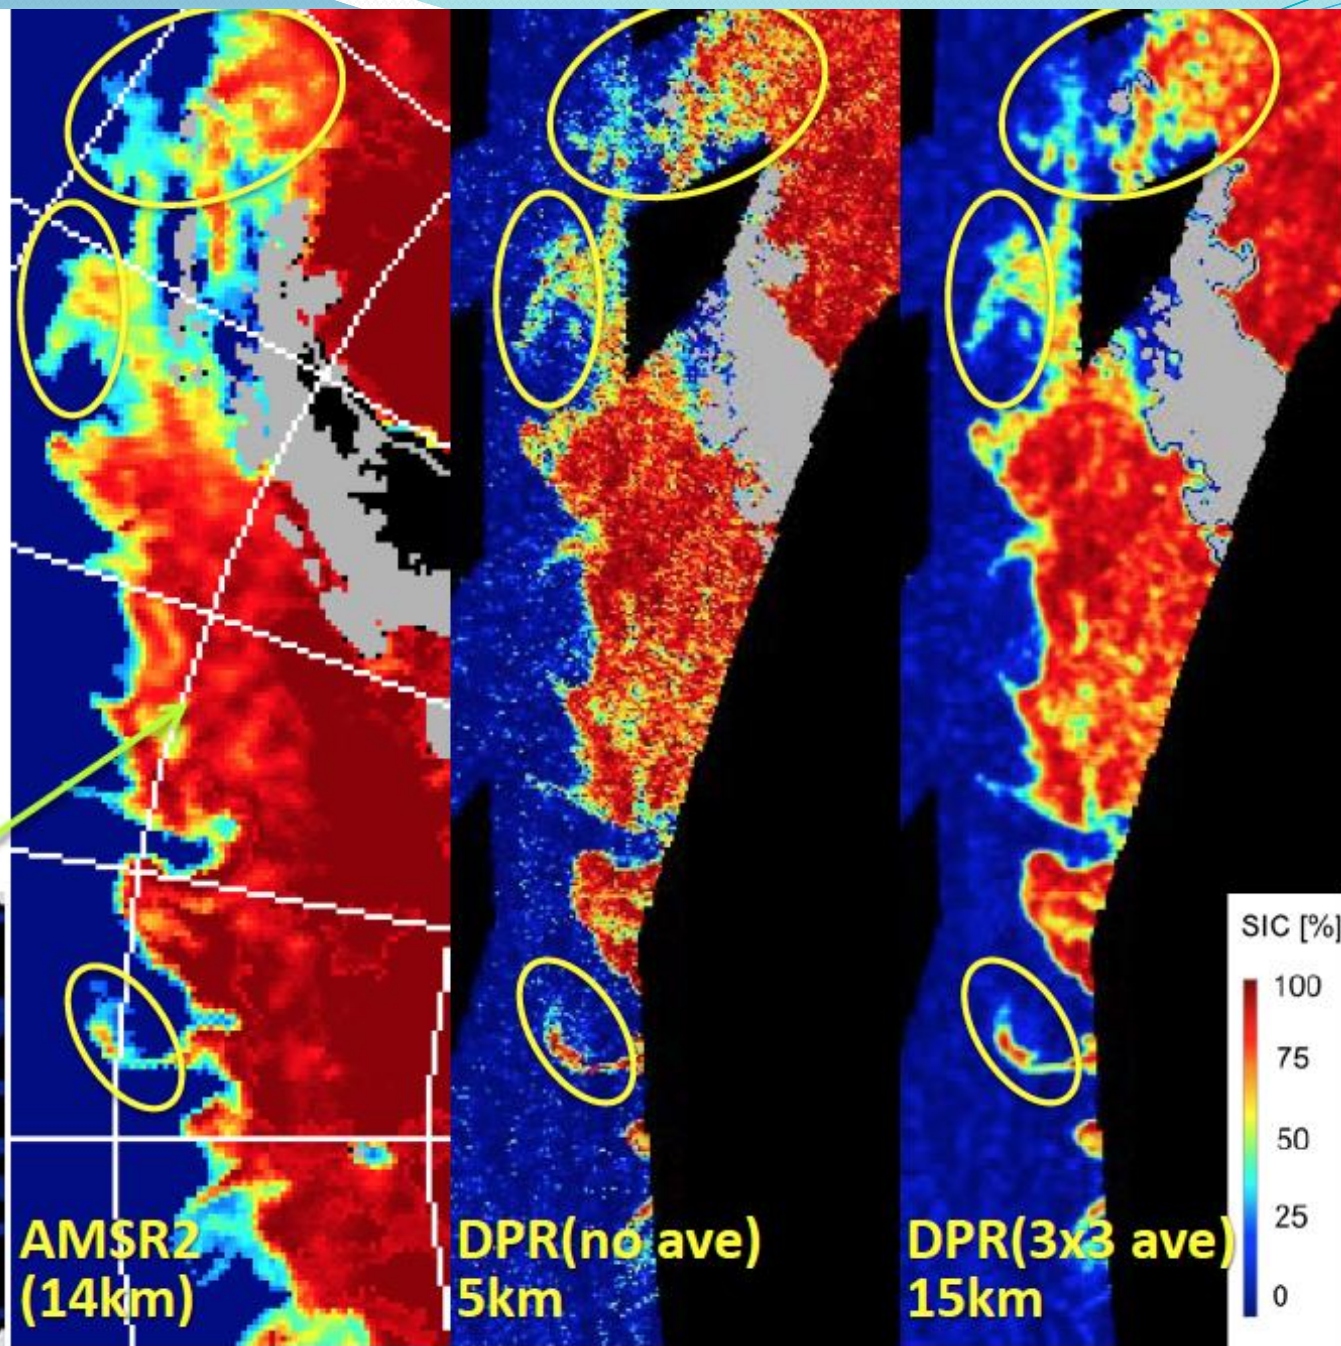 AMSR2
(14km)
DPR(no ave)
5km
DPR(3x3 ave)
15km
SIC [%]
100
75
50
25
0